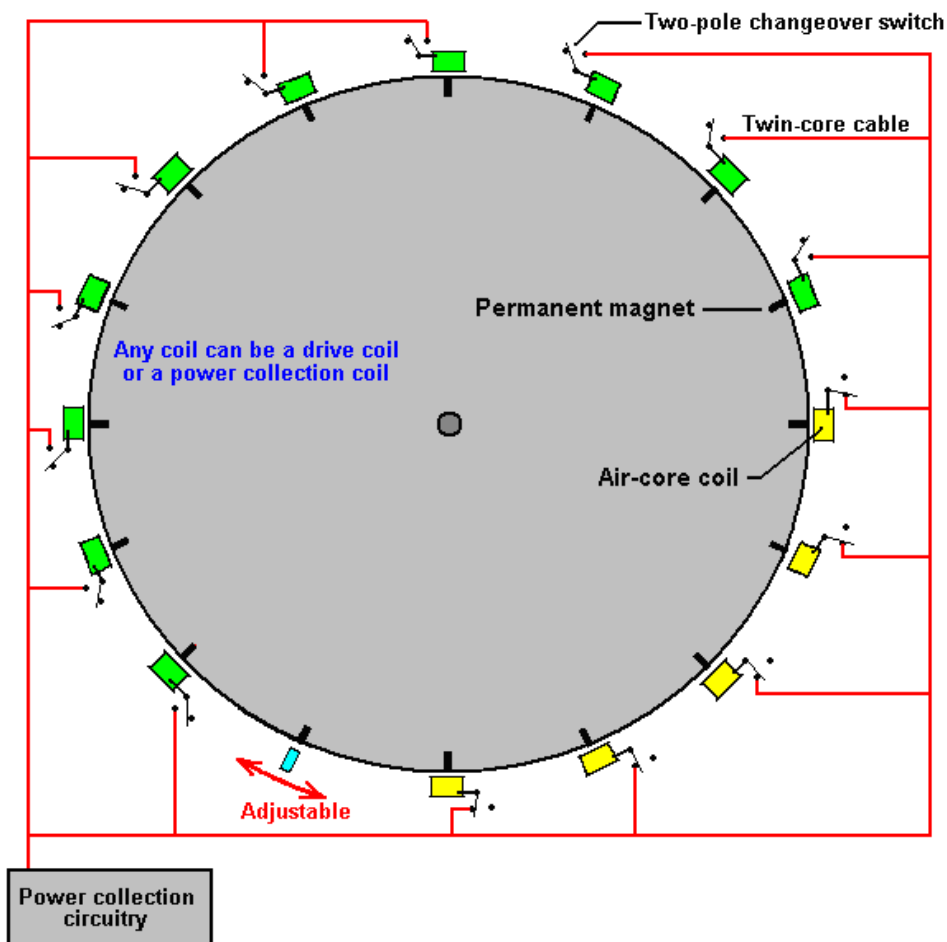 Two-pole changeover switch
Twin-core cable
Permanent magnet
Any coil can be a drive coil
or a power collection coil
Air-core coil
Adjustable
Power collection
circuitry